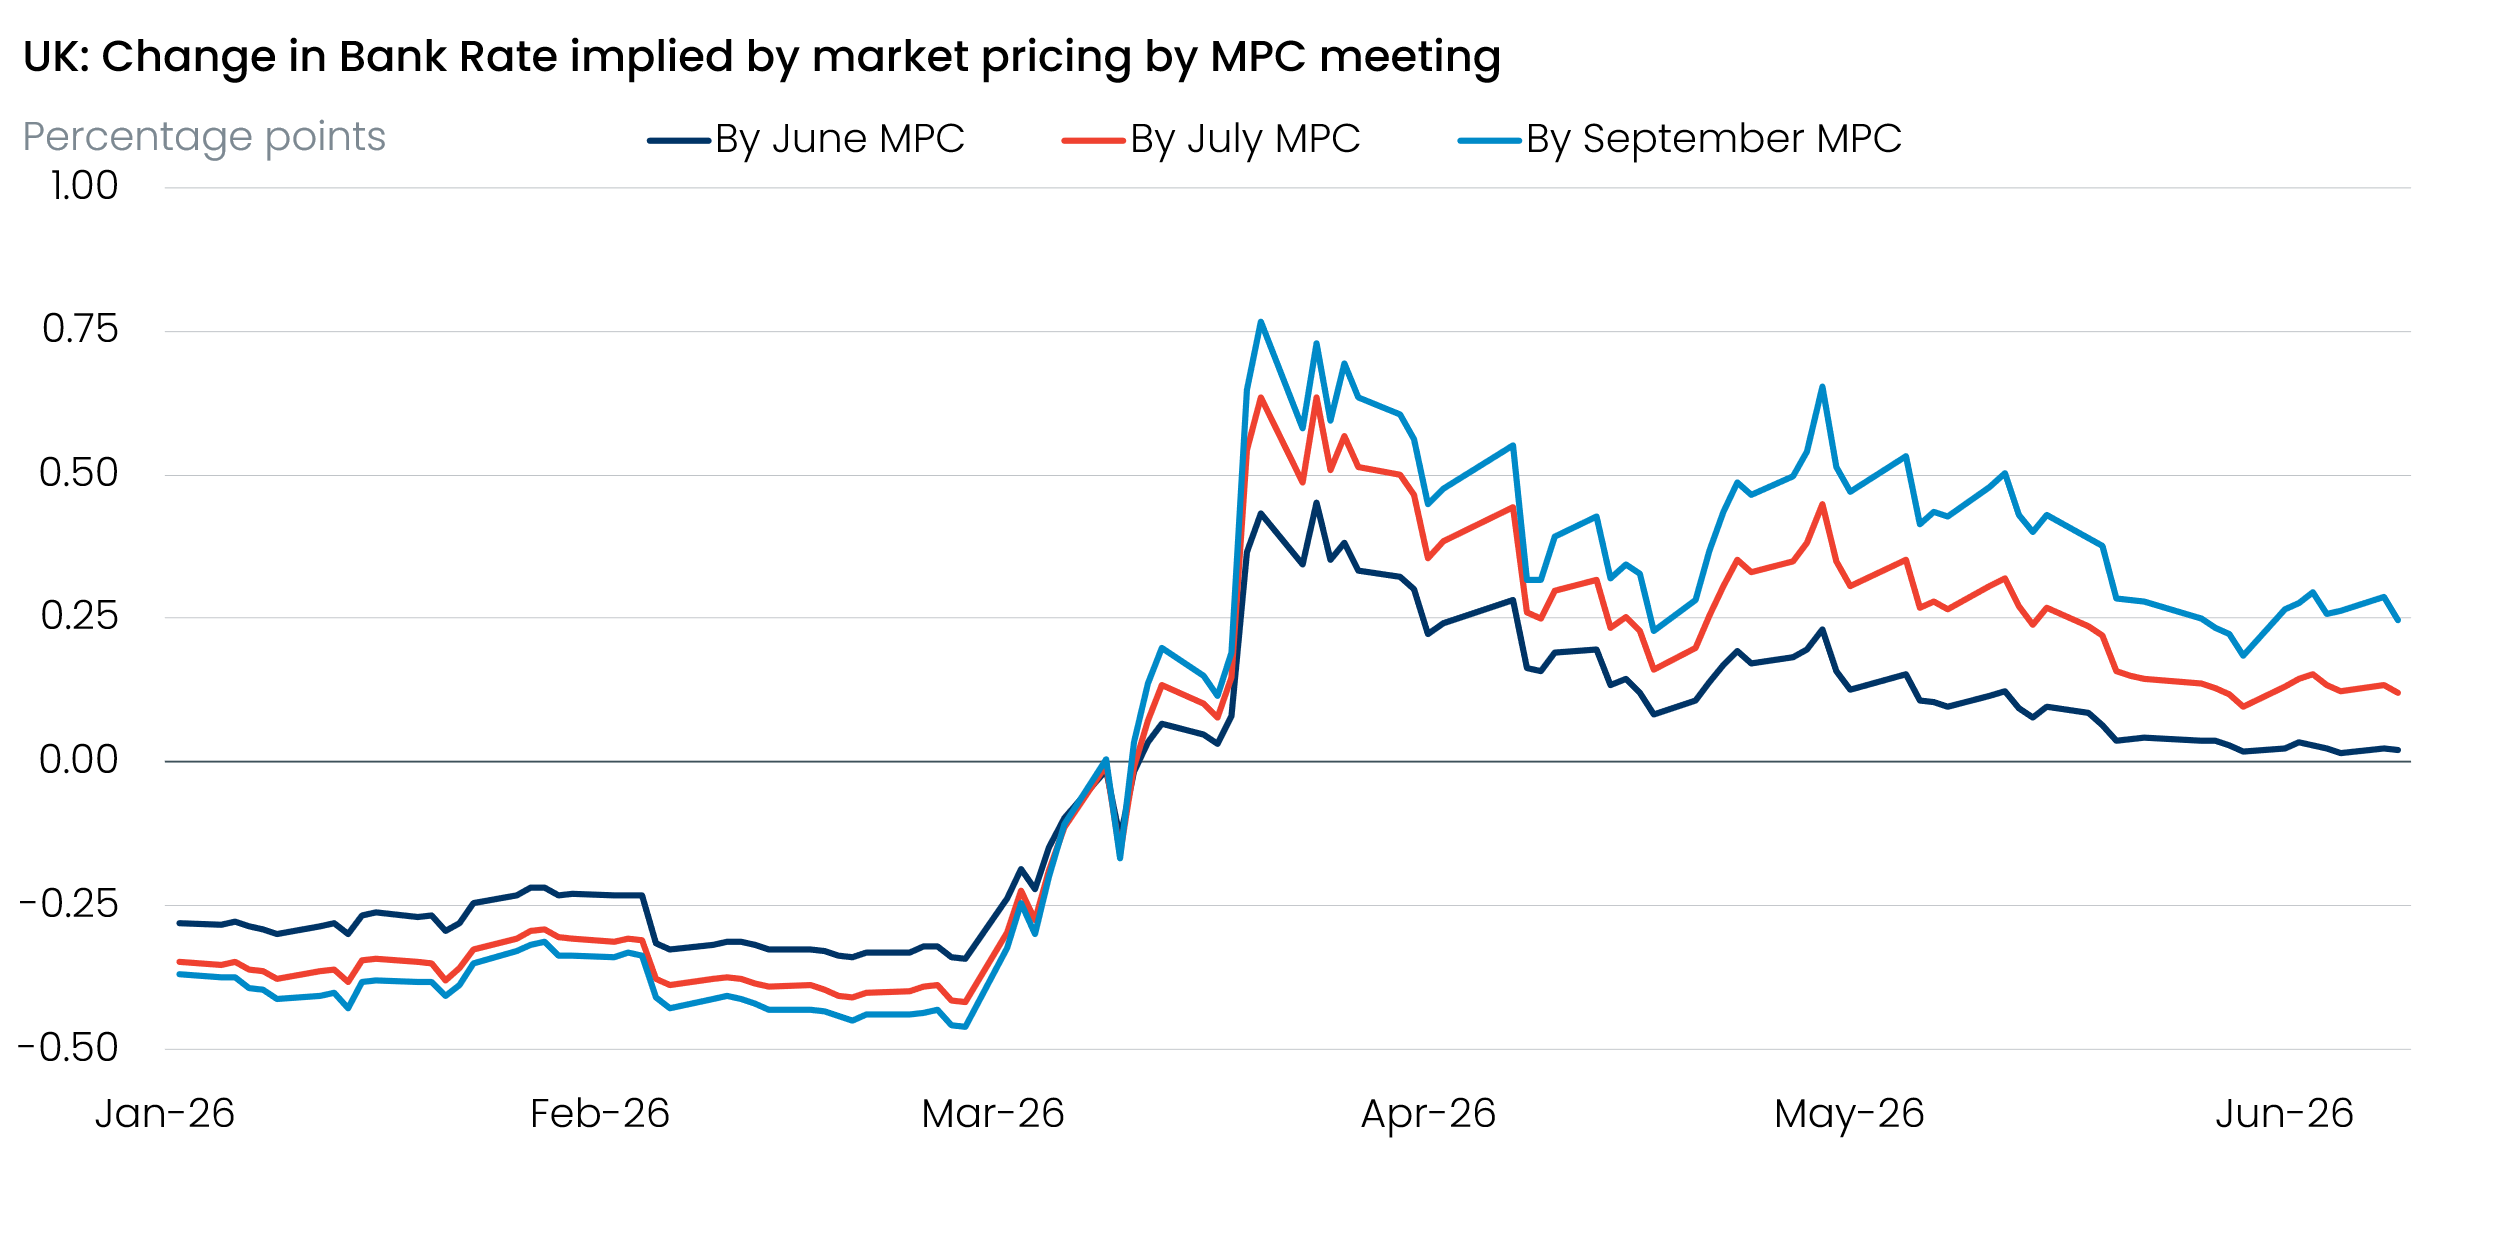 UK: Change in Bank Rate implied by market pricing by MPC meeting
Percentage points
By June MPC
By July MPC
By September MPC
1.00
0.75
0.50
0.25
0.00
-0.25
-0.50
Jan-26
Feb-26
Mar-26
Apr-26
May-26
Jun-26